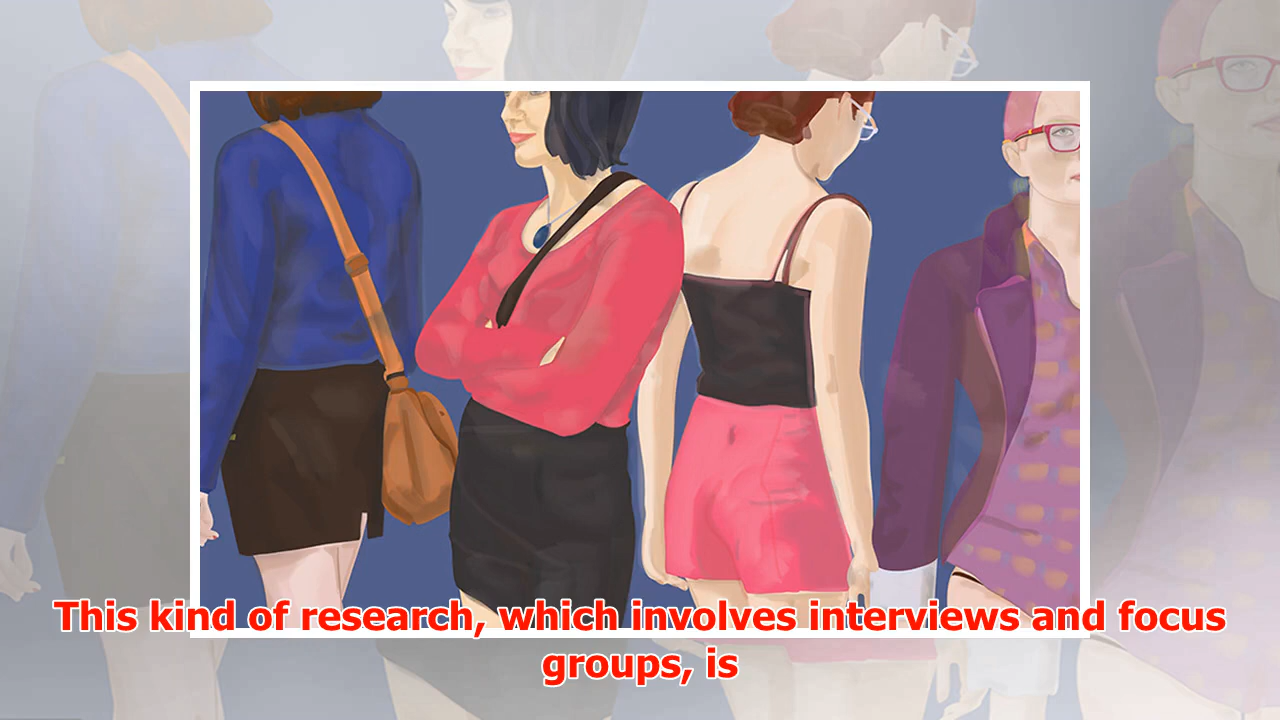 This kind of research, which involves interviews and focus
groups, is